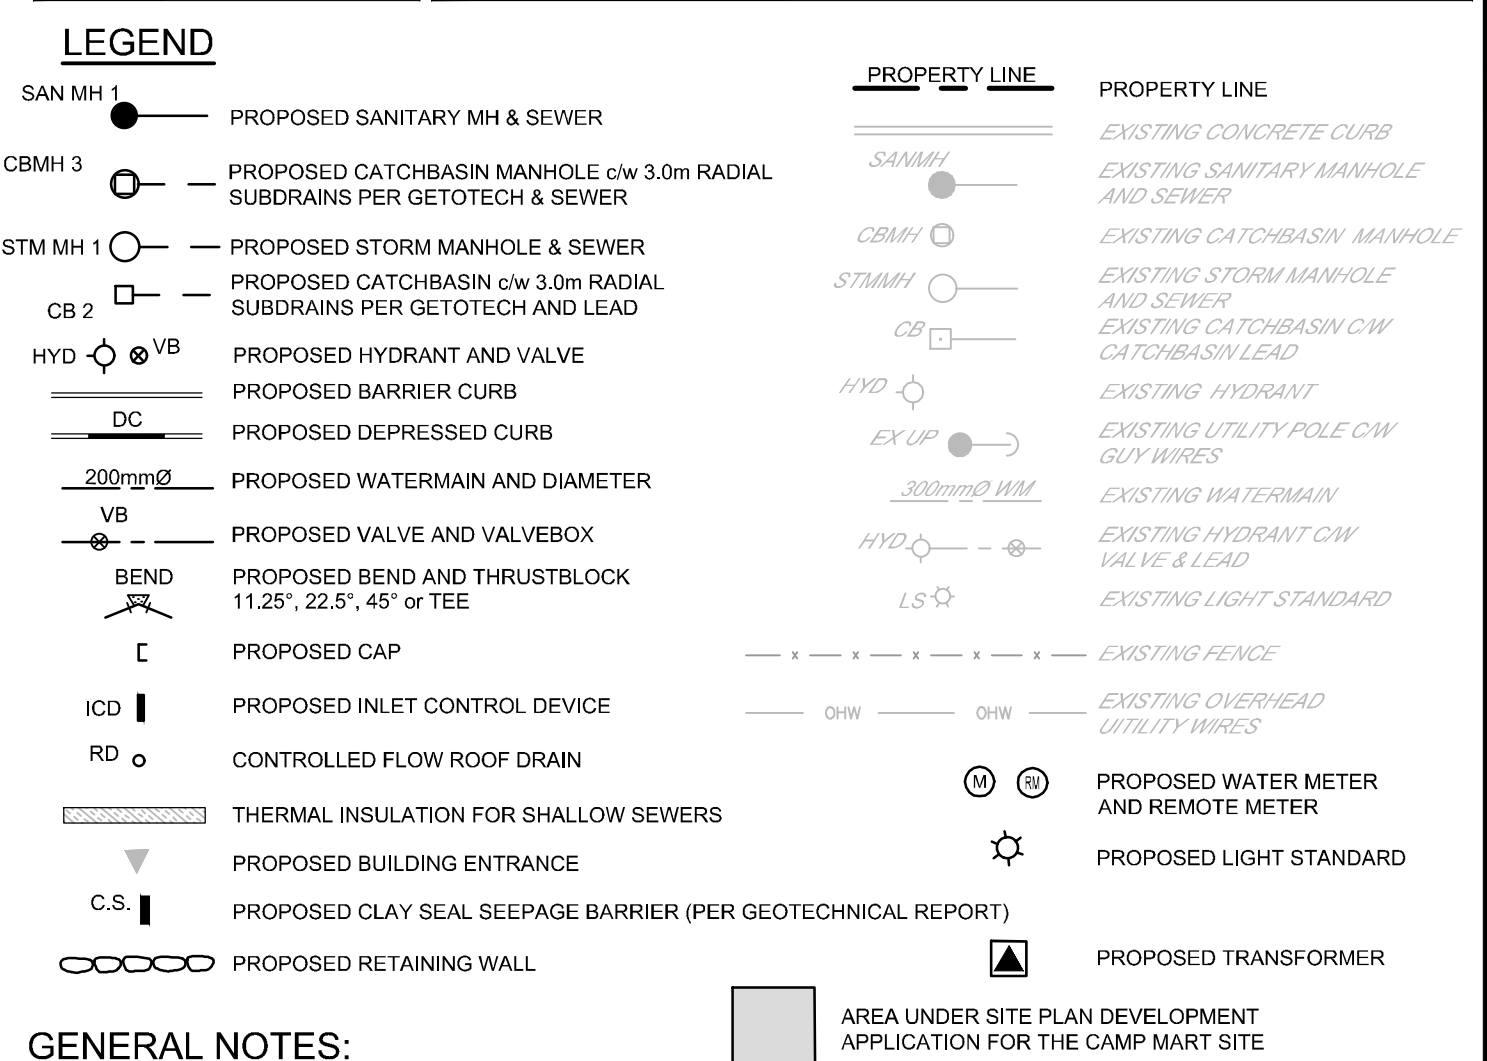 LEGEND
SAN MH 1
PROPOSED SANITARY MH & SEWER
CBMH 3
PROPOSED CATCHBASIN MANHOLE c/w 3.0m RADIAL
SUBDRAINS PER GETOTECH & SEWER
STM MH 1
PROPOSED STORM MANHOLE & SEWER
PROPOSED CATCHBASIN c/w 3.0m RADIAL
SUBDRAINS PER GETOTECH AND LEAD
CB 2
HYD VB
PROPOSED HYDRANT AND VALVE
PROPOSED BARRIER CURB
DC
PROPOSED DEPRESSED CURB
200mmØ
PROPOSED WATERMAIN AND DIAMETER
VB
PROPOSED VALVE AND VALVEBOX
BEND
PROPOSED BEND AND THRUSTBLOCK
11.25°, 22.5°, 45° or TEE
PROPOSED CAP
ICD
PROPOSED INLET CONTROL DEVICE
RD
CONTROLLED FLOW ROOF DRAIN
THERMAL INSULATION FOR SHALLOW SEWERS
PROPOSED BUILDING ENTRANCE
C.S.
PROPOSED CLAY SEAL SEEPAGE BARRIER (PER GEOTECHNICAL REPORT)
PROPOSED RETAINING WALL
PROPERTY LINE
PROPERTY LINE
EXISTING CONCRETE CURB
SANMH
EXISTING SANITARY MANHOLE
AND SEWER
CBMH
EXISTING CATCHBASIN MANHOLE
STMMH
EXISTING STORM MANHOLE
AND SEWER
CB
EXISTING CATCHBASIN C/W
CATCHBASIN LEAD
HYD
EXISTING HYDRANT
EX UP
EXISTING UTILITY POLE C/W
GUY WIRES
300mmØ WM
EXISTING WATERMAIN
HYD
EXISTING HYDRANT C/W
VALVE & LEAD
LS
EXISTING LIGHT STANDARD
x x x x x
EXISTING FENCE
OHW OHW
EXISTING OVERHEAD
UITILITY WIRES
M RM
PROPOSED WATER METER
AND REMOTE METER
PROPOSED LIGHT STANDARD
PROPOSED TRANSFORMER
AREA UNDER SITE PLAN DEVELOPMENT
APPLICATION FOR THE CAMP MART SITE
GENERAL NOTES: